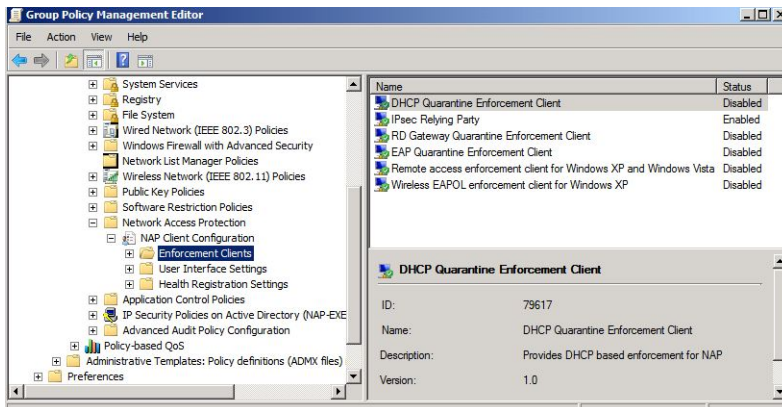 Group Policy Management Editor
File Action View Help
System Services
Registry
File System
Wired Network (IEEE 802.3) Policies
Windows Firewall with Advanced Security
Network List Manager Policies
Wireless Network (IEEE 802.11) Policies
Public Key Policies
Software Restriction Policies
Network Access Protection
NAP Client Configuration
Enforcement Clients
User Interface Settings
Health Registration Settings
Application Control Policies
IP Security Policies on Active Directory (NAP-EXE
Advanced Audit Policy Configuration
Policy-based QoS
Administrative Templates: Policy definitions (ADMX files)
Preferences
Name Status
DHCP Quarantine Enforcement Client Disabled
IPsec Relying Party Enabled
RD Gateway Quarantine Enforcement Client Disabled
EAP Quarantine Enforcement Client Disabled
Remote access enforcement client for Windows XP and Windows Vista Disabled
Wireless EAPOL enforcement client for Windows XP Disabled
DHCP Quarantine Enforcement Client
ID: 79617
Name: DHCP Quarantine Enforcement Client
Description: Provides DHCP based enforcement for NAP
Version: 1.0